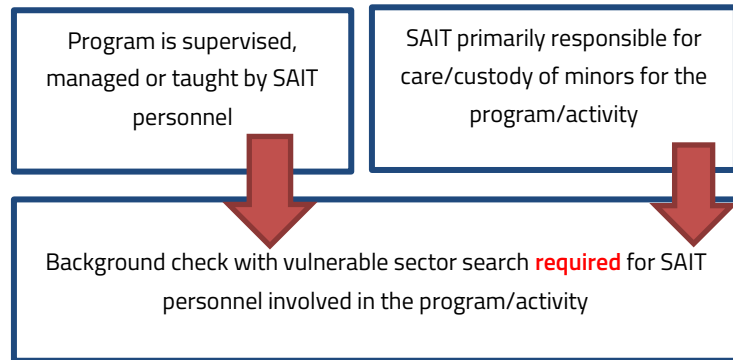 Program is supervised,
managed or taught by SAIT
personnel
SAIT primarily responsible for
care/custody of minors for the
program/activity
Background check with vulnerable sector search required for SAIT
personnel involved in the program/activity